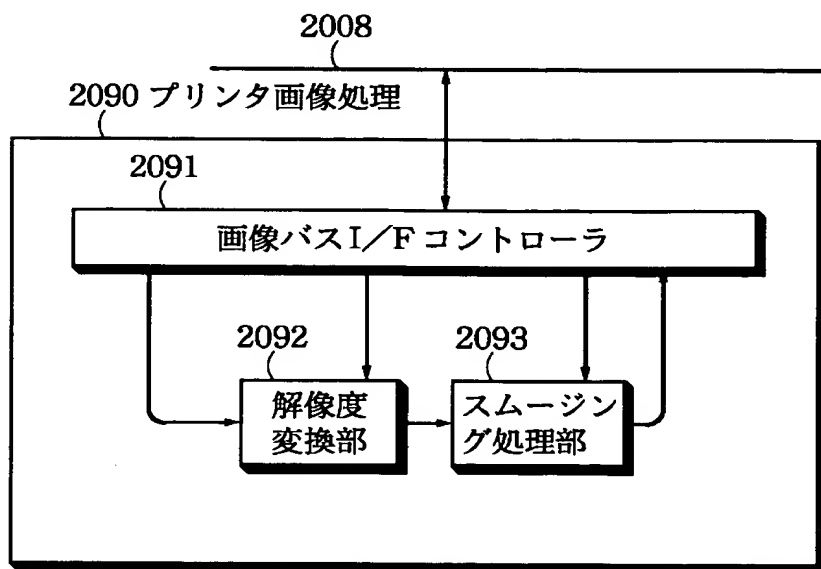 2008
2090 プリンタ画像処理
2091
画像バスI/Fコントローラ
2092
2093
解像度
変換部
スムージン
グ処理部